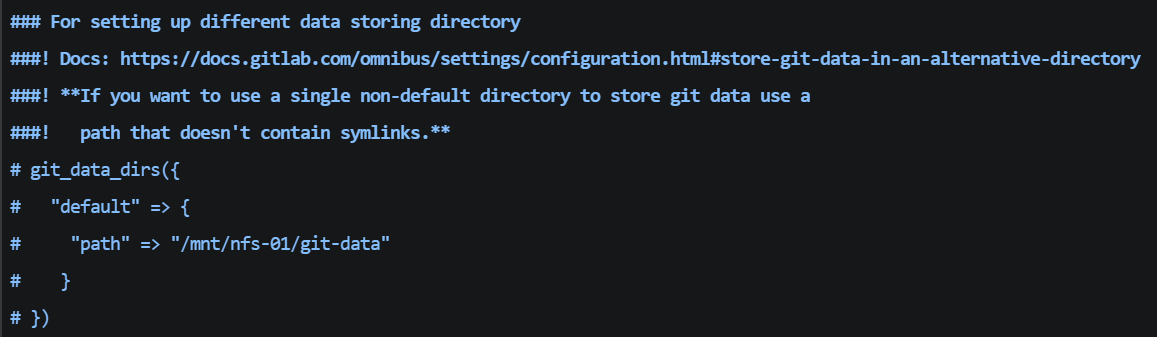 ### For setting up different data storing directory
###! Docs: https://docs.gitlab.com/omnibus/settings/configuration.html#store-git-data-in-an-alternative-directory
###! **If you want to use a single non-default directory to store git data use a
###!   path that doesn't contain symlinks.**
# git_data_dirs({
#   "default" => {
#     "path" => "/mnt/nfs-01/git-data"
#    }
# })